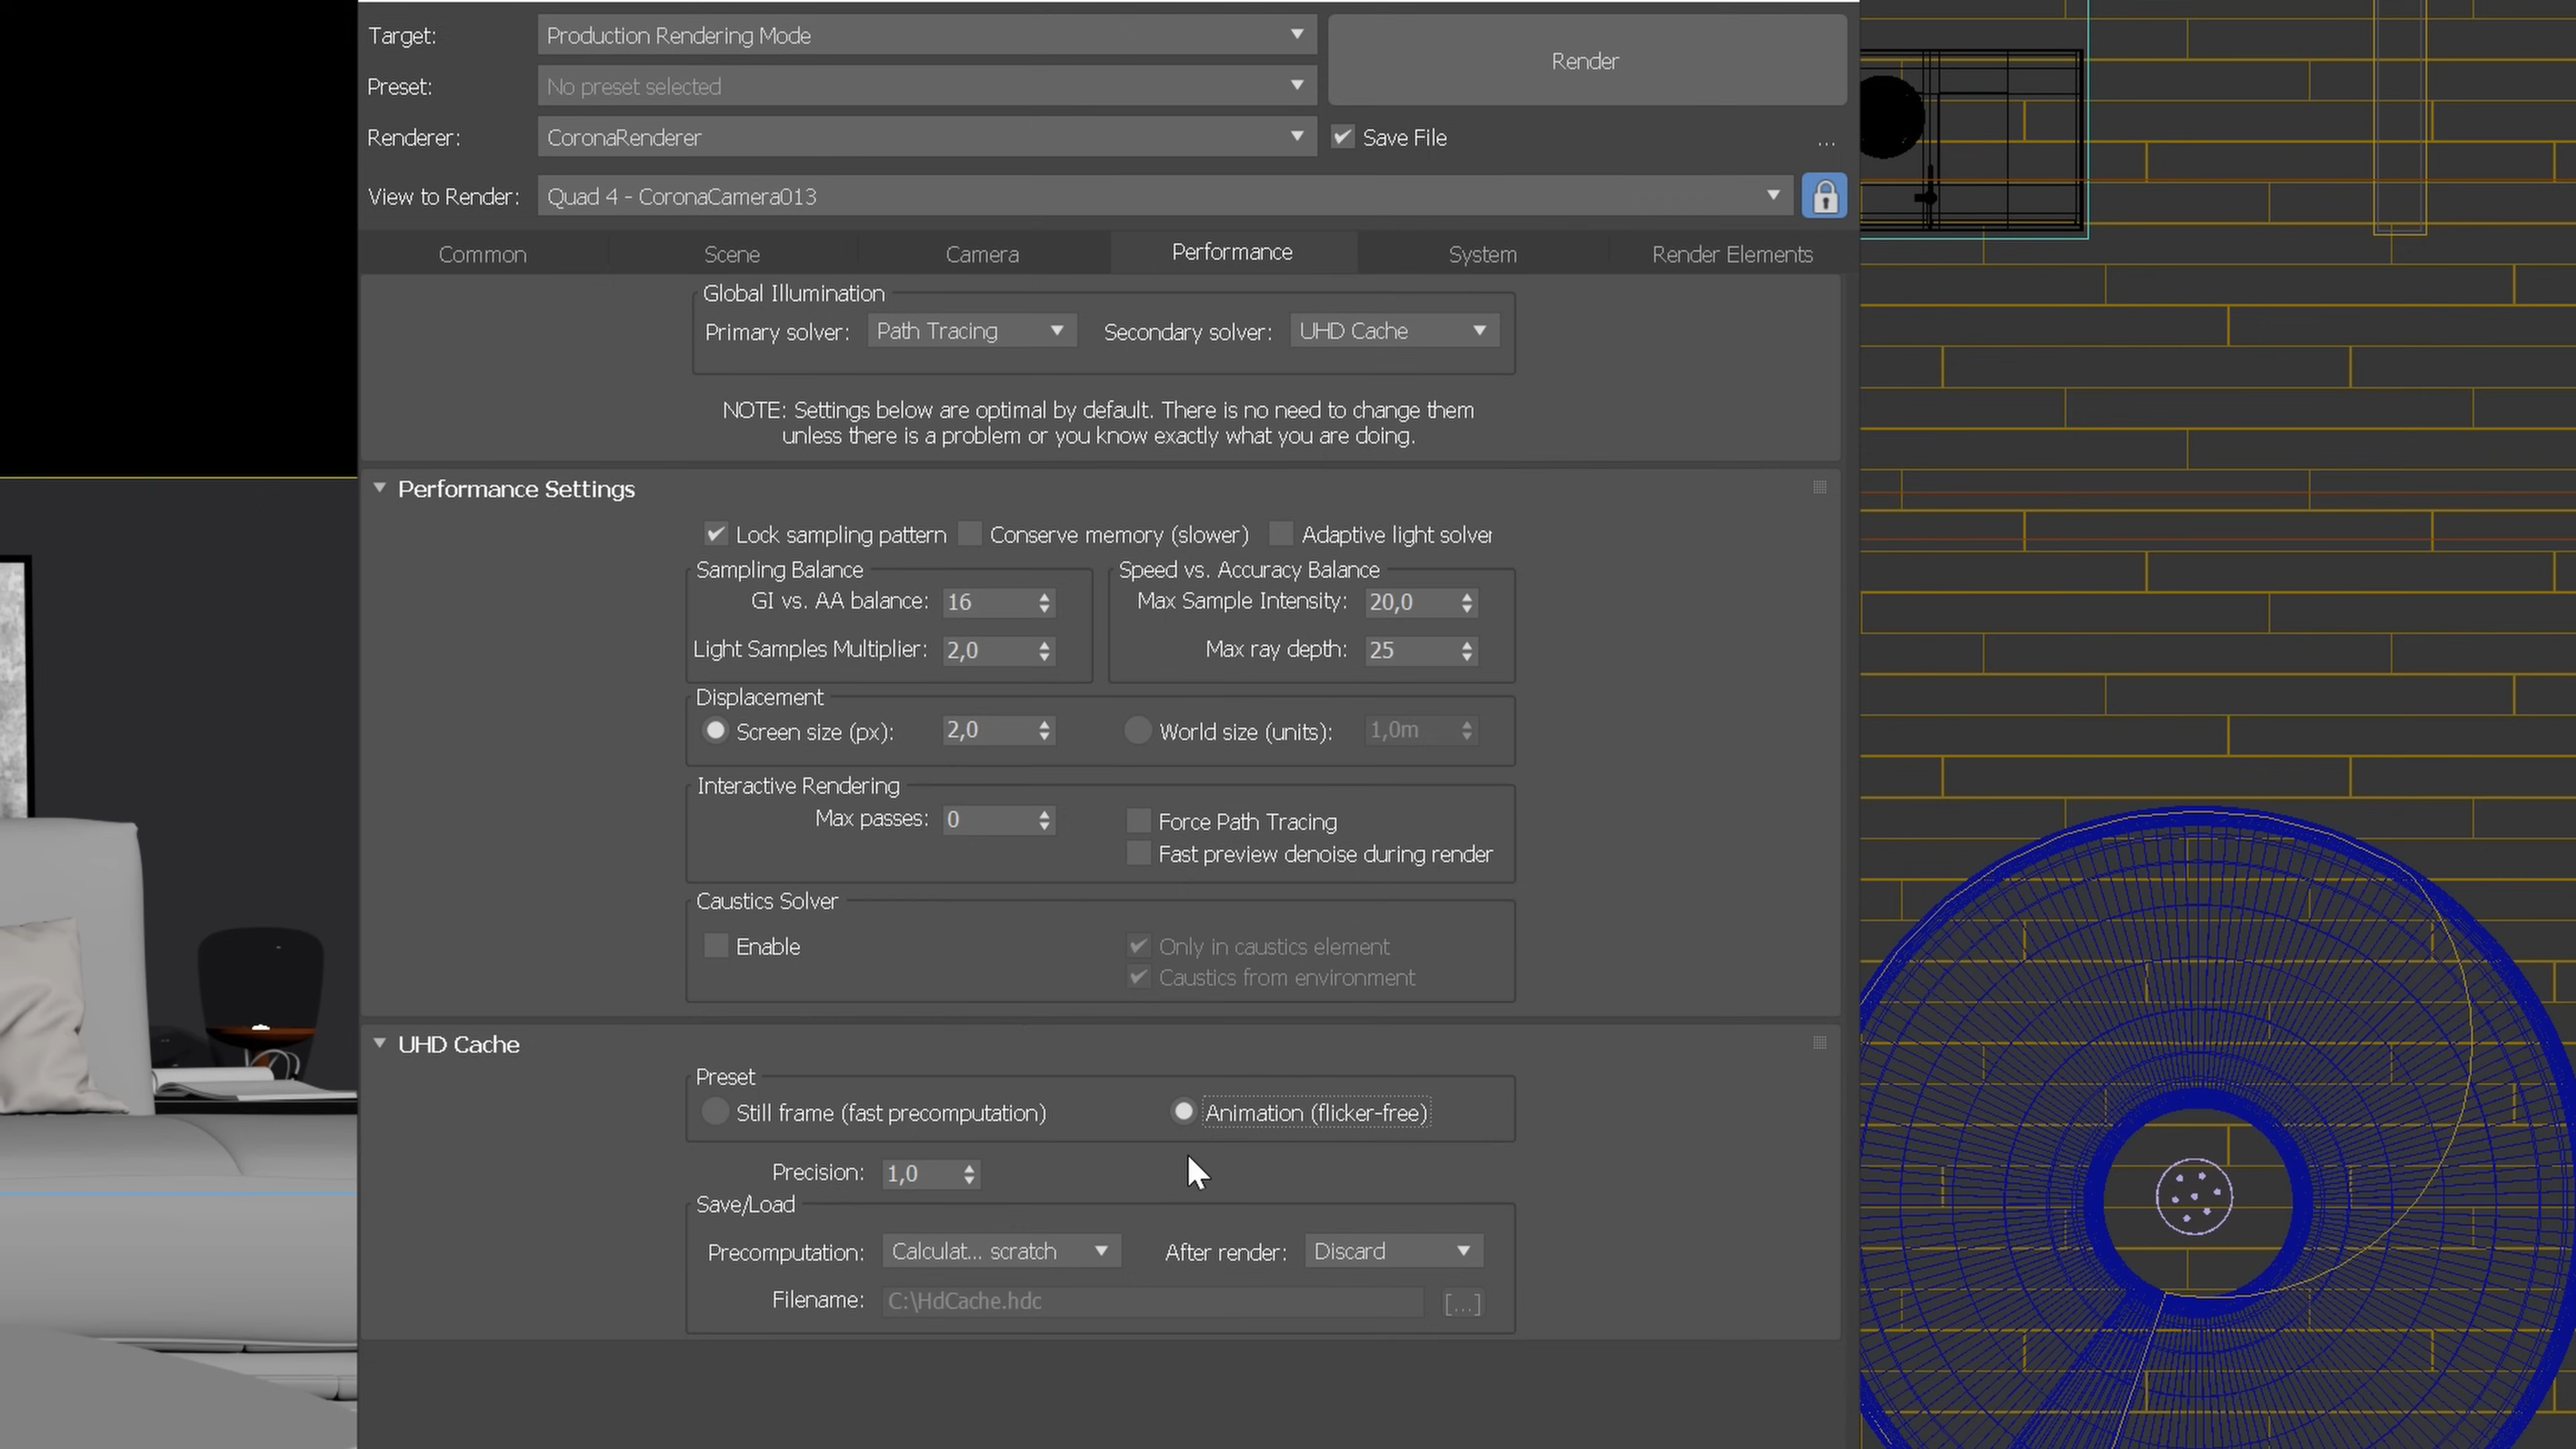 Target: Production Rendering Mode Render
Preset: No preset selected
Renderer: CoronaRenderer Save File ...
View to Render: Quad 4 - CoronaCamera013
Common Scene Camera Performance System Render Elements
Global Illumination
Primary solver: Path Tracing Secondary solver: UHD Cache
NOTE: Settings below are optimal by default. There is no need to change them
unless there is a problem or you know exactly what you are doing.
Performance Settings
Lock sampling pattern Conserve memory (slower) Adaptive light solver
Sampling Balance Speed vs. Accuracy Balance
GI vs. AA balance: 16 Max Sample Intensity: 20,0
Light Samples Multiplier: 2,0 Max ray depth: 25
Displacement
Screen size (px): 2,0 World size (units): 1,0m
Interactive Rendering
Max passes: 0 Force Path Tracing
Fast preview denoise during render
Caustics Solver
Enable Only in caustics element
Caustics from environment
UHD Cache
Preset
Still frame (fast precomputation) Animation (flicker-free)
Precision: 1,0
Save/Load
Precomputation: Calculat... scratch After render: Discard
Filename: C:\HdCache.hdc [...]